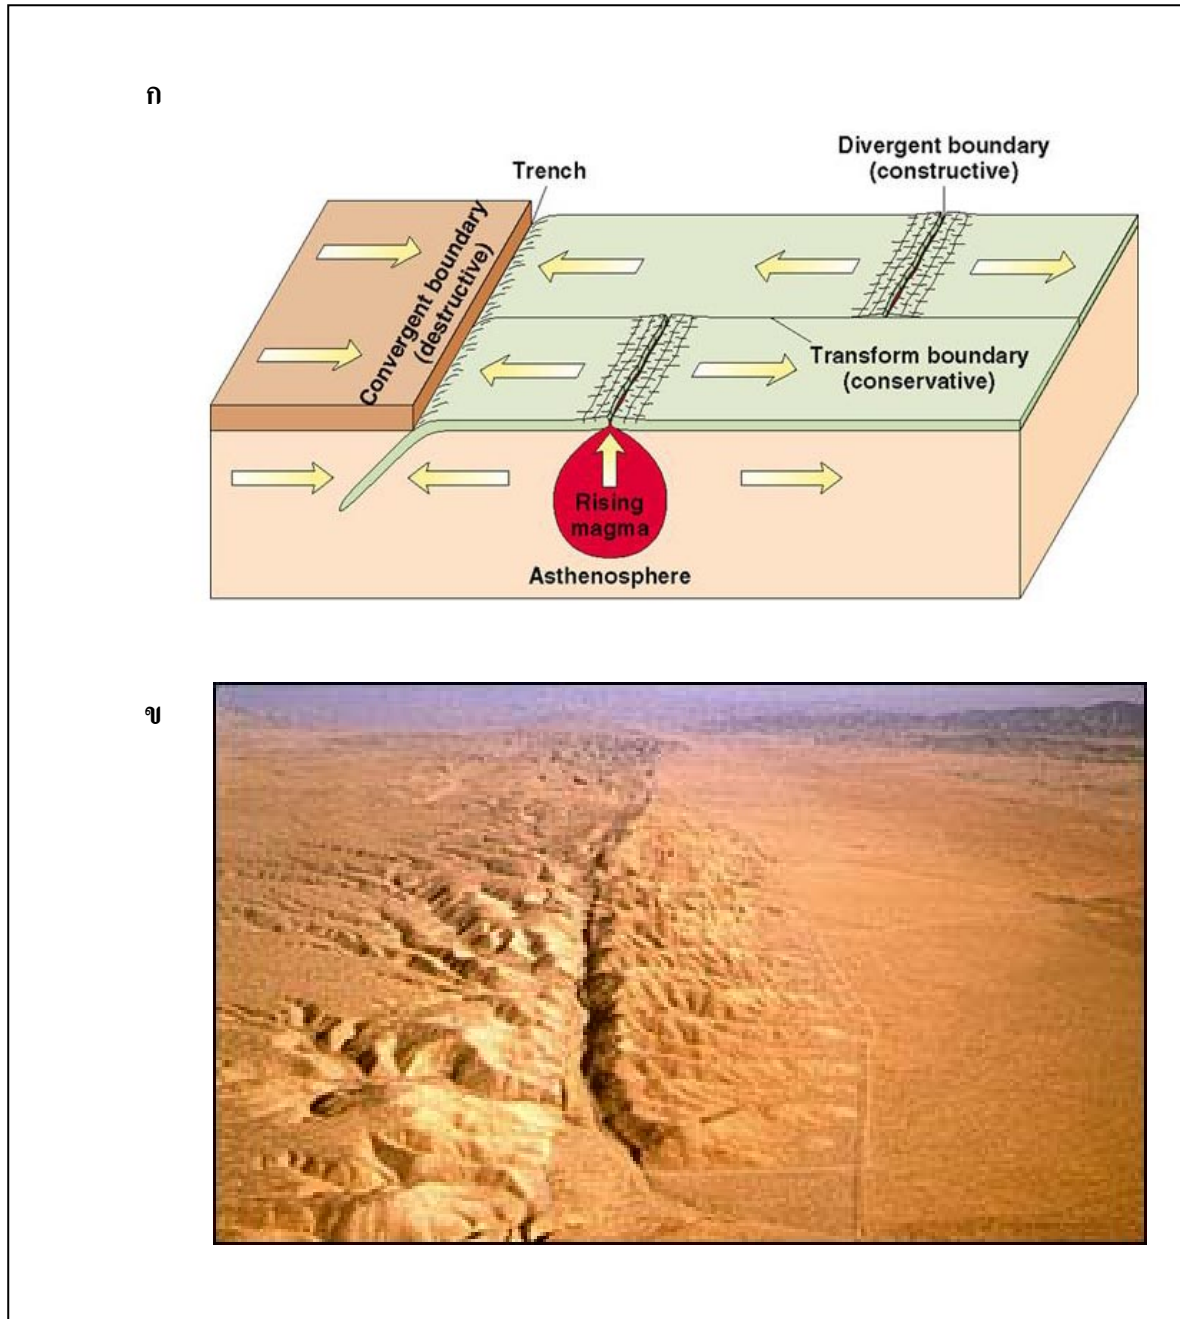 ก
Divergent boundary
(constructive)
Trench
Convergent boundary
(destructive)
Transform boundary
(conservative)
Rising
magma
Asthenosphere
ข